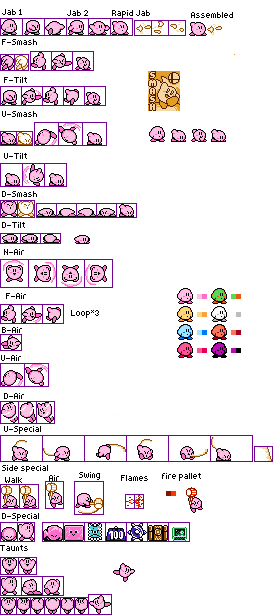 Jab 1
Jab 2
Rapid Jab
Assembled
F-Smash
F-Tilt
U-Smash
U-Tilt
D-Smash
D-Tilt
N-Air
F-Air
Loop*3
B-Air
U-Air
D-Air
U-Special
Side special
Walk
Air
Swing
Flames
fire pallet
D-Special
100
Taunts